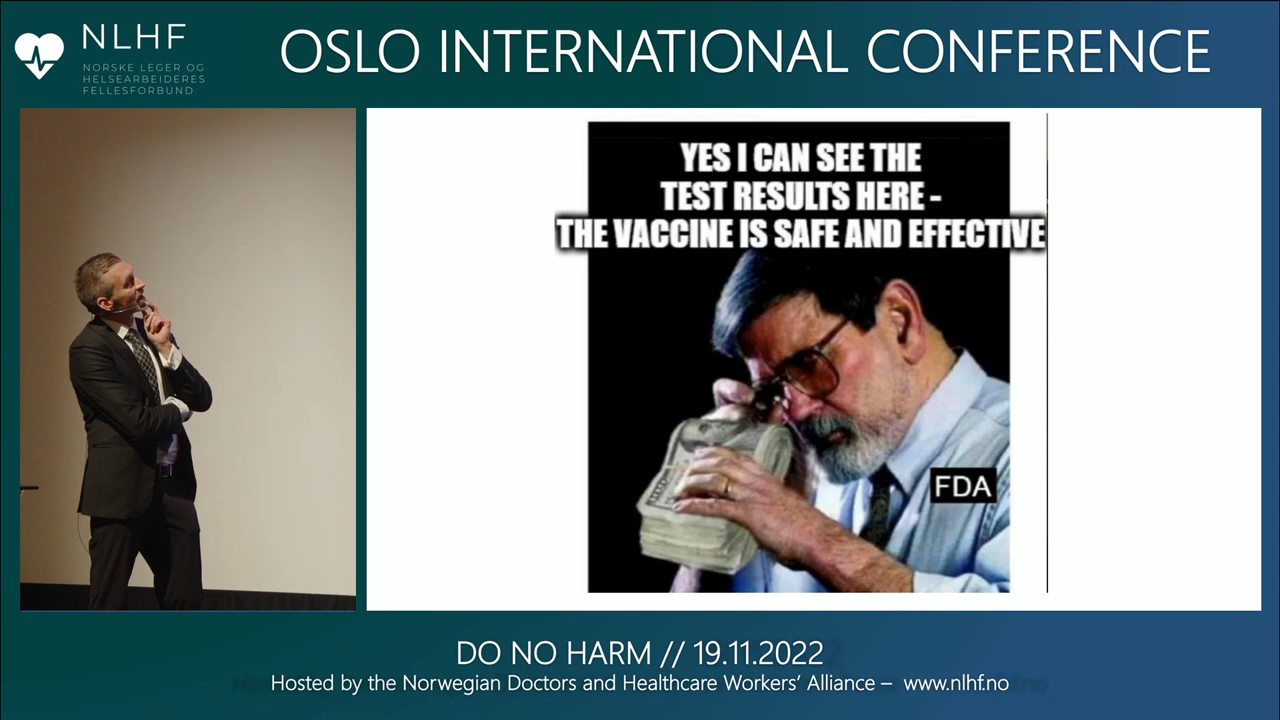 NLHF
NORSKE LEGER OG
HELSEARBEIDERES
FELLESFORBUND
OSLO INTERNATIONAL CONFERENCE
YES I CAN SEE THE
TEST RESULTS HERE -
THE VACCINE IS SAFE AND EFFECTIVE
FDA
DO NO HARM // 19.11.2022
Hosted by the Norwegian Doctors and Healthcare Workers' Alliance – www.nlhf.no